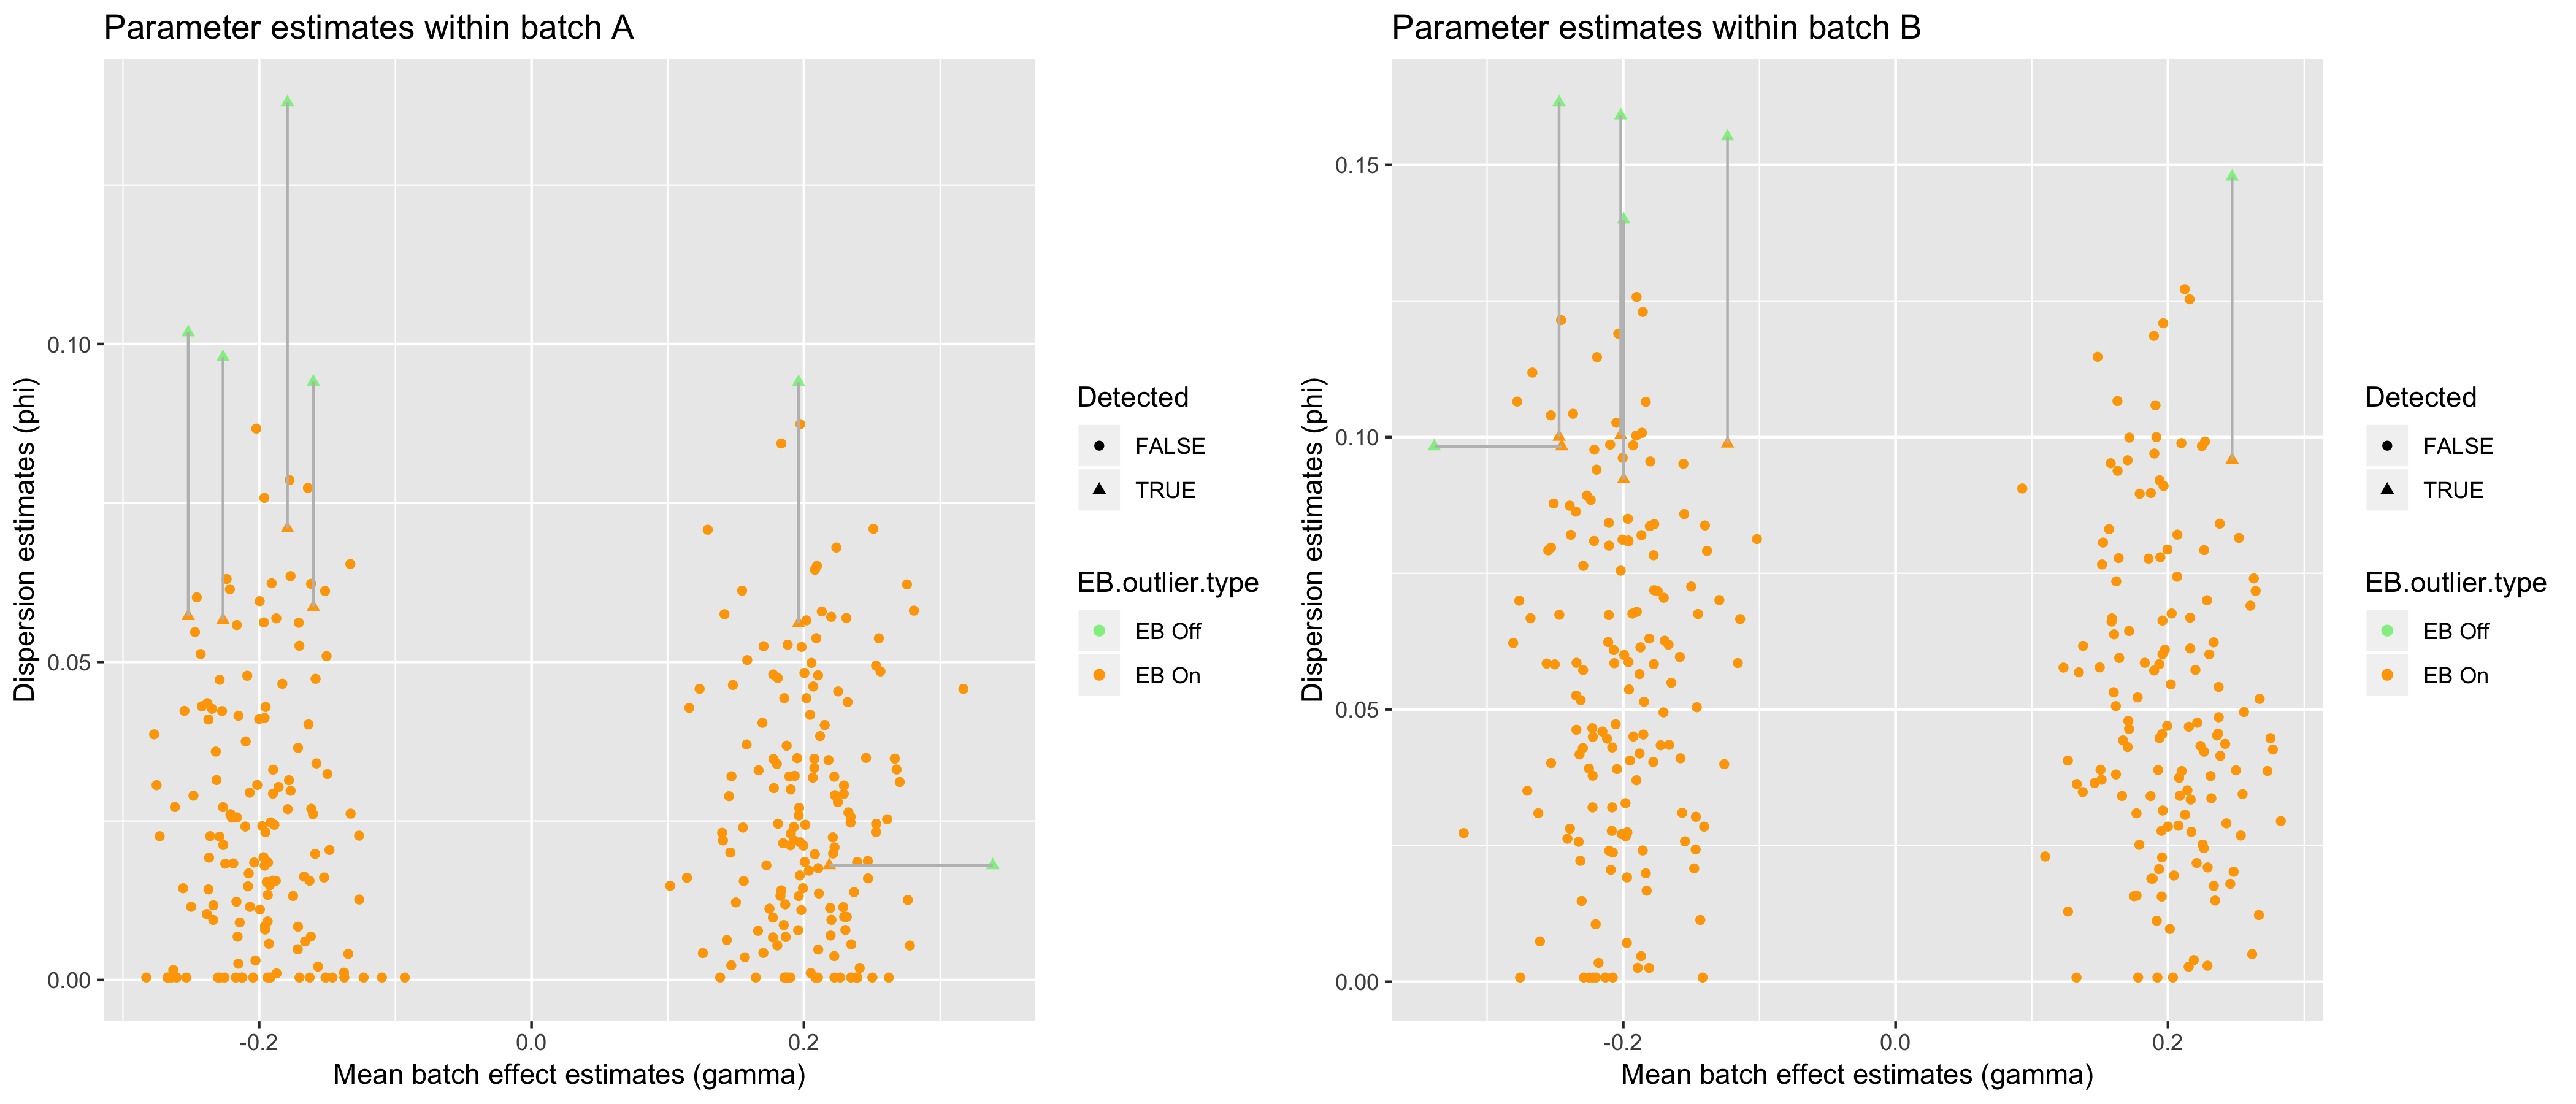 Parameter estimates within batch A
Dispersion estimates (phi)
0.10
0.05
0.00
-0.2
0.0
0.2
Mean batch effect estimates (gamma)
Detected
FALSE
TRUE
EB.outlier.type
EB Off
EB On
Parameter estimates within batch B
Dispersion estimates (phi)
0.15
0.10
0.05
0.00
-0.2
0.0
0.2
Mean batch effect estimates (gamma)
Detected
FALSE
TRUE
EB.outlier.type
EB Off
EB On